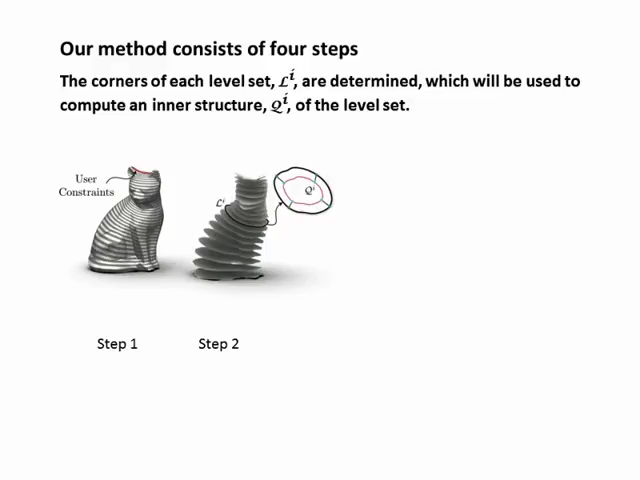 Our method consists of four steps
The corners of each level set, ℒⁱ, are determined, which will be used to
compute an inner structure, 𝒬ⁱ, of the level set.
User
Constraints
ℒⁱ
𝒬ⁱ
Step 1
Step 2